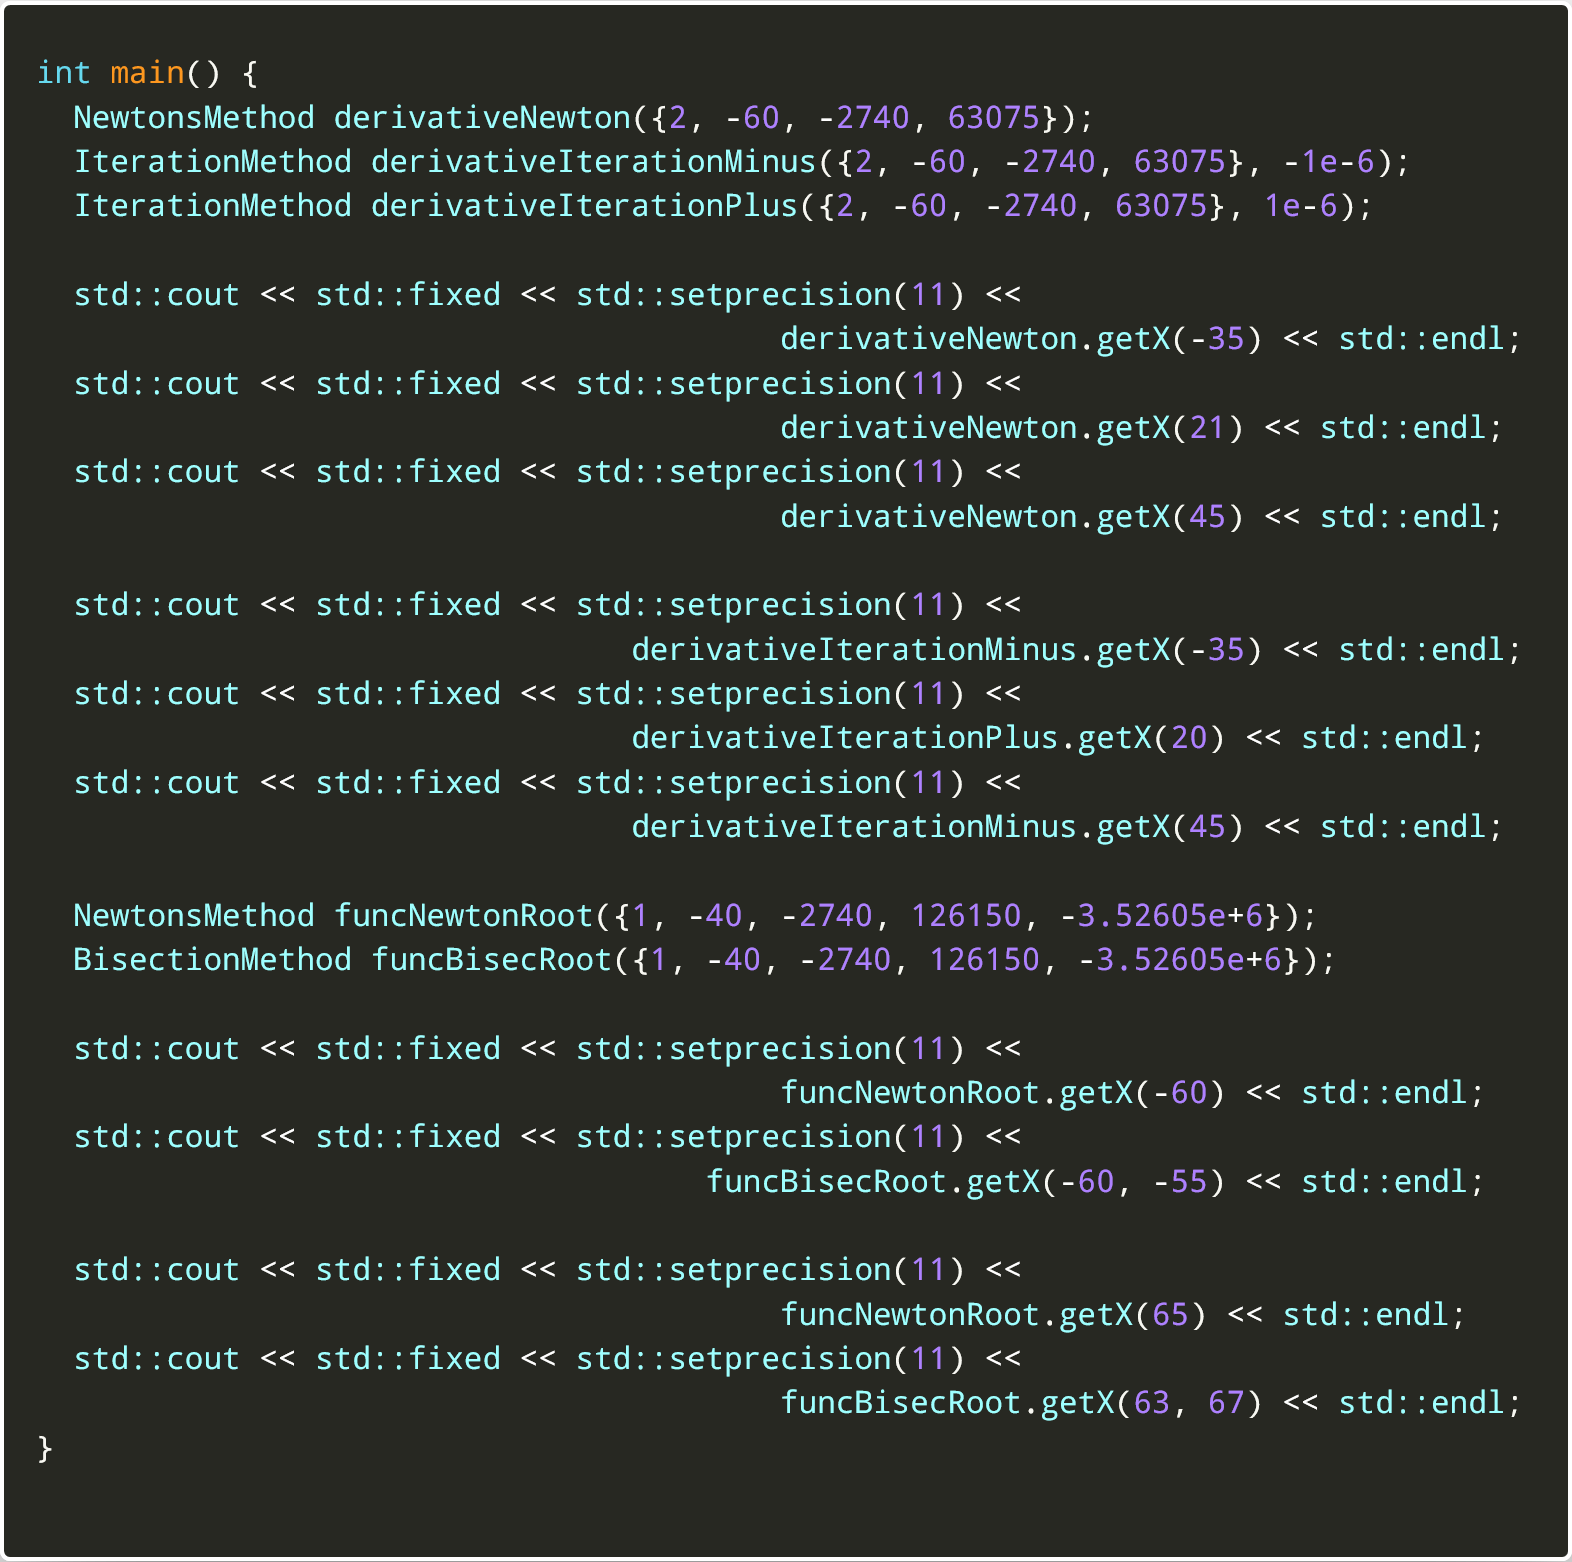 int main() {
  NewtonsMethod derivativeNewton({2, -60, -2740, 63075});
  IterationMethod derivativeIterationMinus({2, -60, -2740, 63075}, -1e-6);
  IterationMethod derivativeIterationPlus({2, -60, -2740, 63075}, 1e-6);

  std::cout << std::fixed << std::setprecision(11) <<
                                        derivativeNewton.getX(-35) << std::endl;
  std::cout << std::fixed << std::setprecision(11) <<
                                        derivativeNewton.getX(21) << std::endl;
  std::cout << std::fixed << std::setprecision(11) <<
                                        derivativeNewton.getX(45) << std::endl;

  std::cout << std::fixed << std::setprecision(11) <<
                                derivativeIterationMinus.getX(-35) << std::endl;
  std::cout << std::fixed << std::setprecision(11) <<
                                derivativeIterationPlus.getX(20) << std::endl;
  std::cout << std::fixed << std::setprecision(11) <<
                                derivativeIterationMinus.getX(45) << std::endl;

  NewtonsMethod funcNewtonRoot({1, -40, -2740, 126150, -3.52605e+6});
  BisectionMethod funcBisecRoot({1, -40, -2740, 126150, -3.52605e+6});

  std::cout << std::fixed << std::setprecision(11) <<
                                        funcNewtonRoot.getX(-60) << std::endl;
  std::cout << std::fixed << std::setprecision(11) <<
                                    funcBisecRoot.getX(-60, -55) << std::endl;

  std::cout << std::fixed << std::setprecision(11) <<
                                        funcNewtonRoot.getX(65) << std::endl;
  std::cout << std::fixed << std::setprecision(11) <<
                                        funcBisecRoot.getX(63, 67) << std::endl;
}